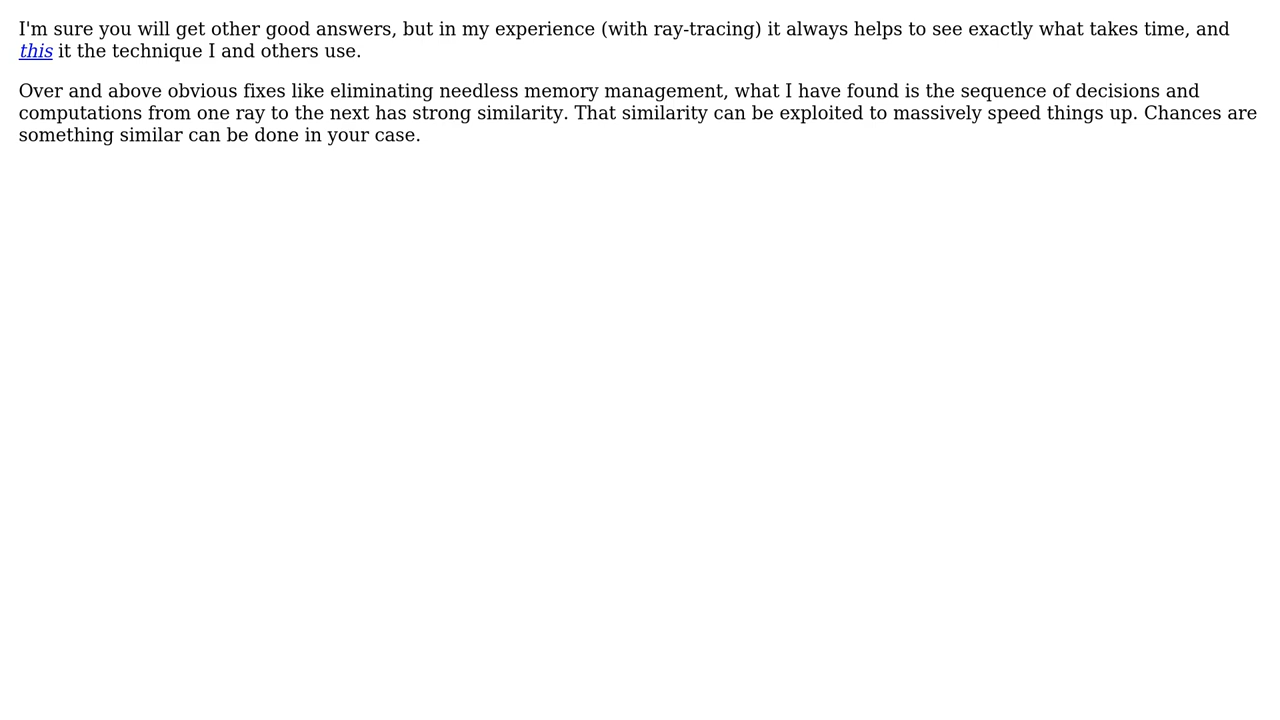 I'm sure you will get other good answers, but in my experience (with ray-tracing) it always helps to see exactly what takes time, and
this it the technique I and others use.
Over and above obvious fixes like eliminating needless memory management, what I have found is the sequence of decisions and
computations from one ray to the next has strong similarity. That similarity can be exploited to massively speed things up. Chances are
something similar can be done in your case.